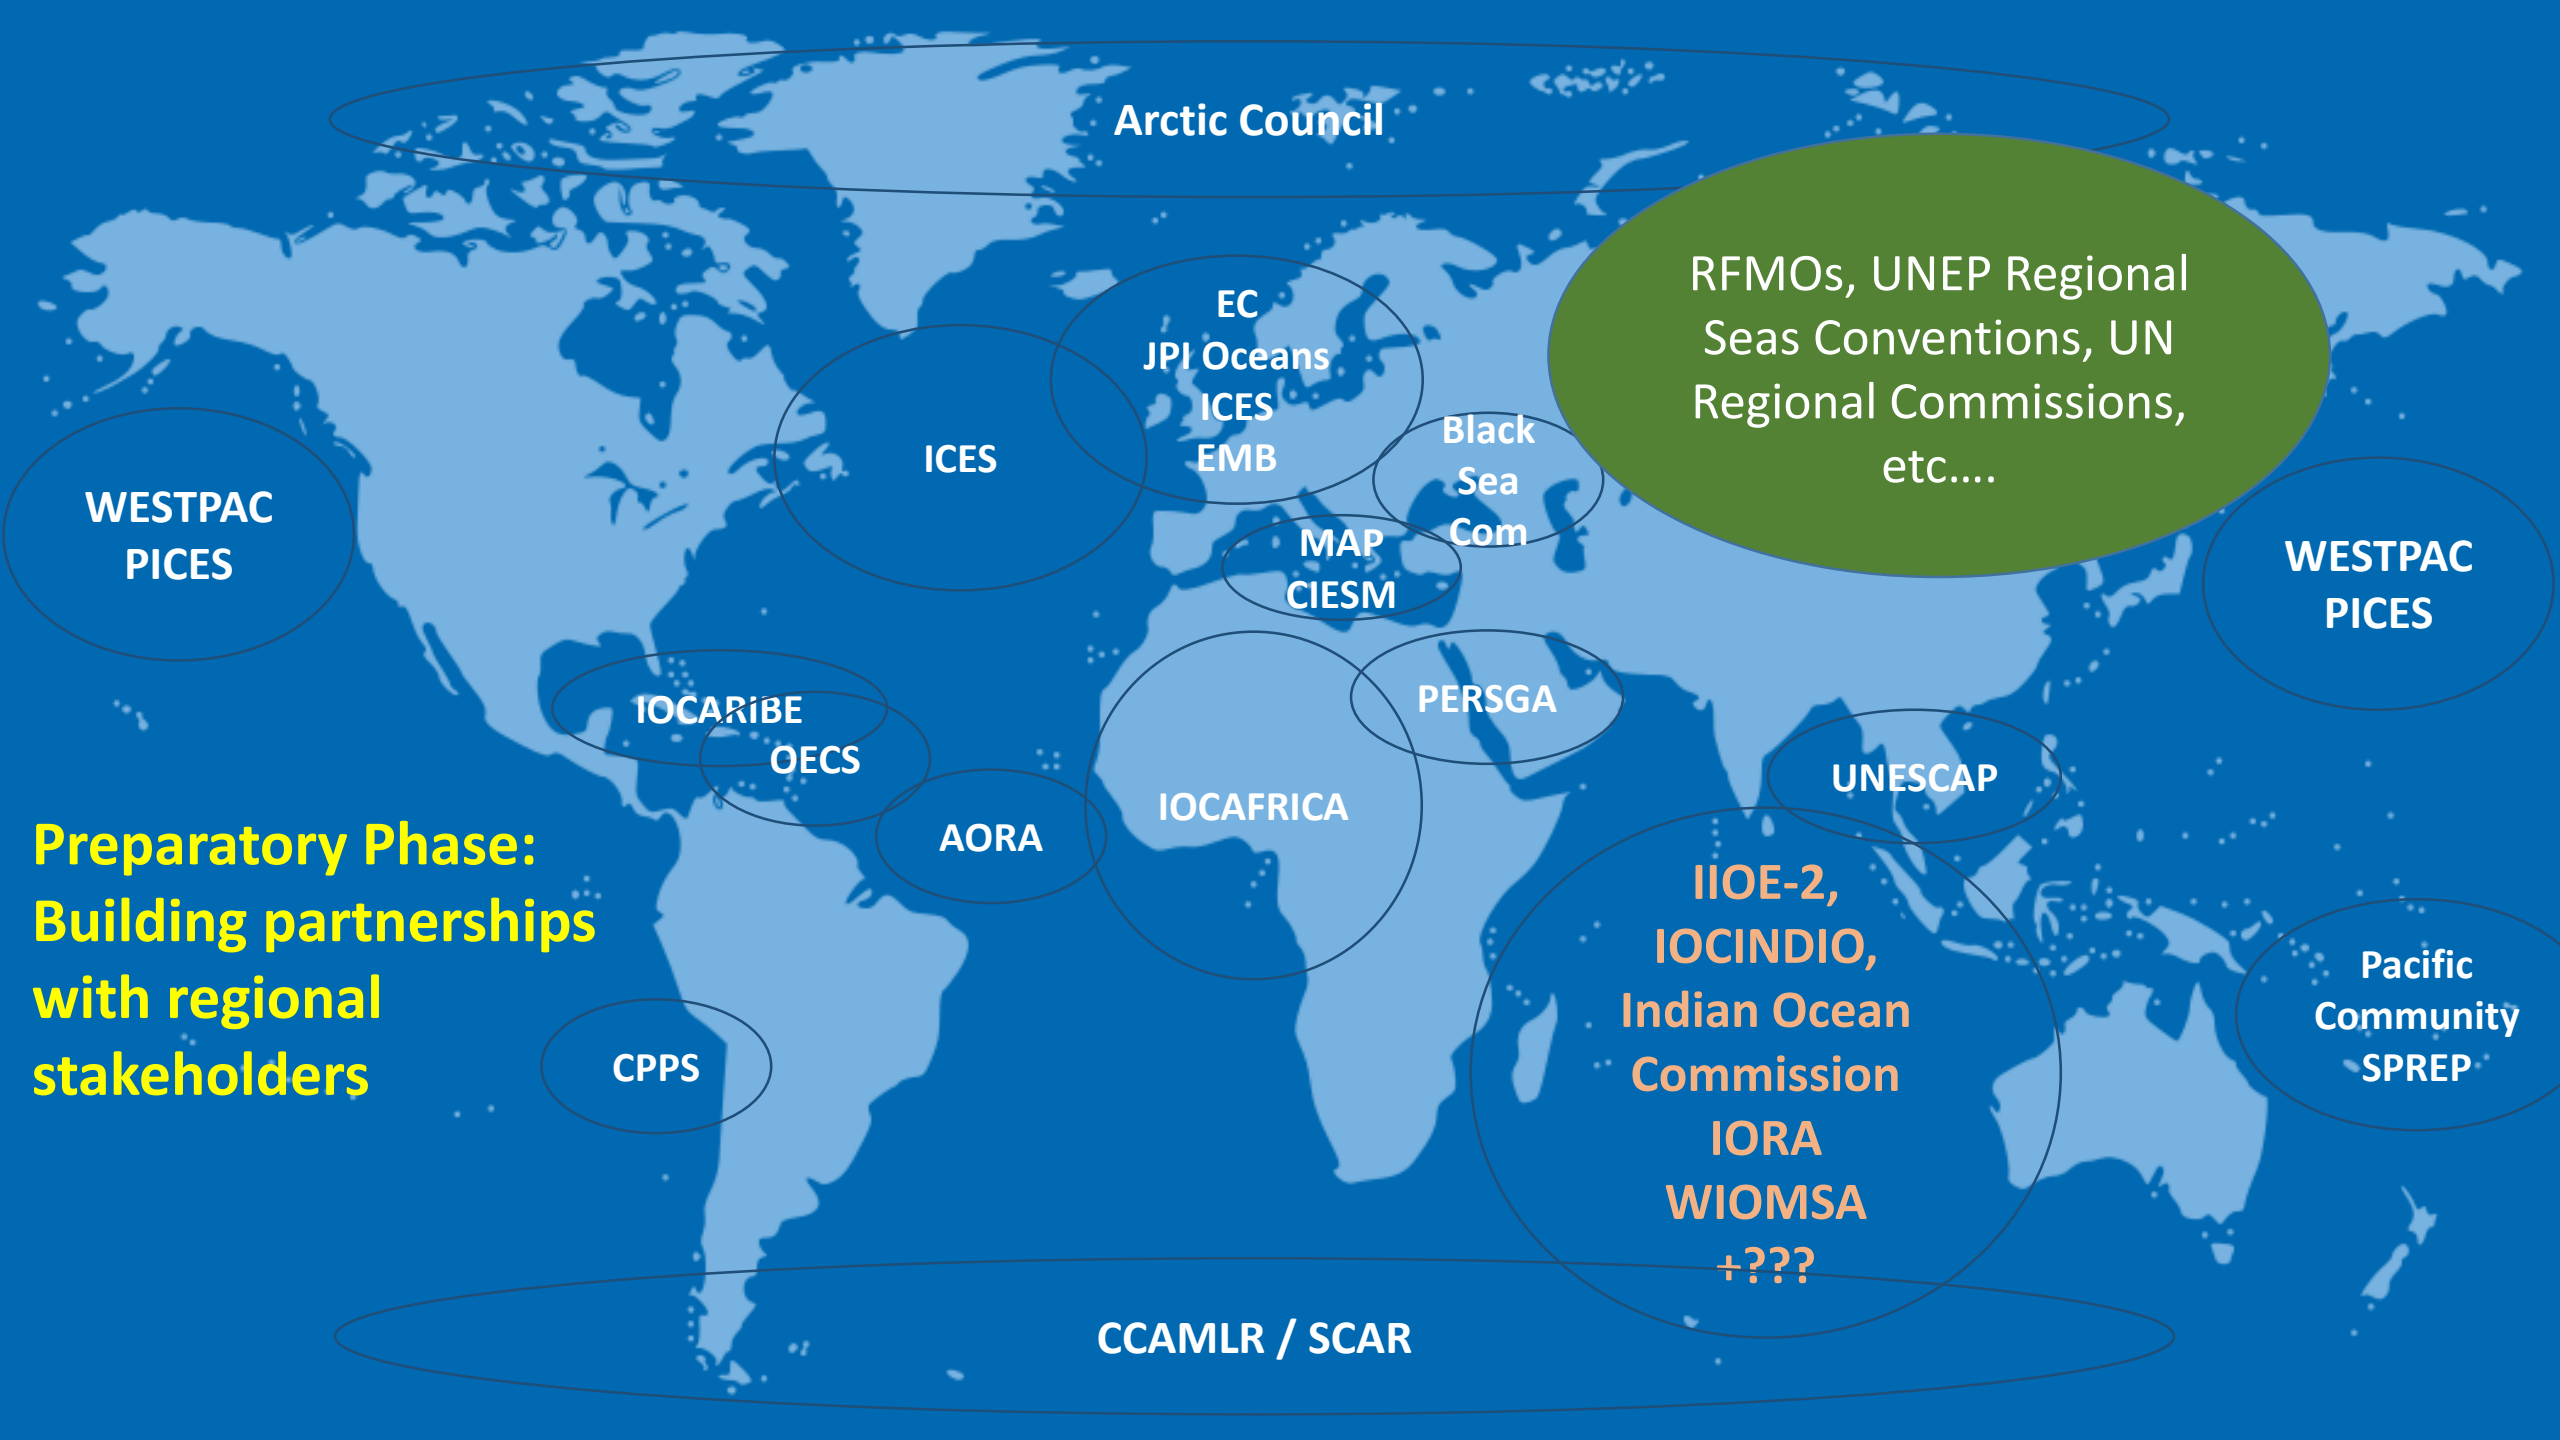 Arctic Council
RFMOs, UNEP Regional
Seas Conventions, UN
Regional Commissions,
etc....
EC
JPI Oceans
ICES
EMB
ICES
Black
Sea
Com
MAP
CIESM
WESTPAC
PICES
WESTPAC
PICES
IOCARIBE
OECS
PERSGA
UNESCAP
IOCAFRICA
AORA
Preparatory Phase:
Building partnerships
with regional
stakeholders
IIOE-2,
IOCINDIO,
Indian Ocean
Commission
IORA
WIOMSA
+???
Pacific
Community
SPREP
CPPS
CCAMLR / SCAR